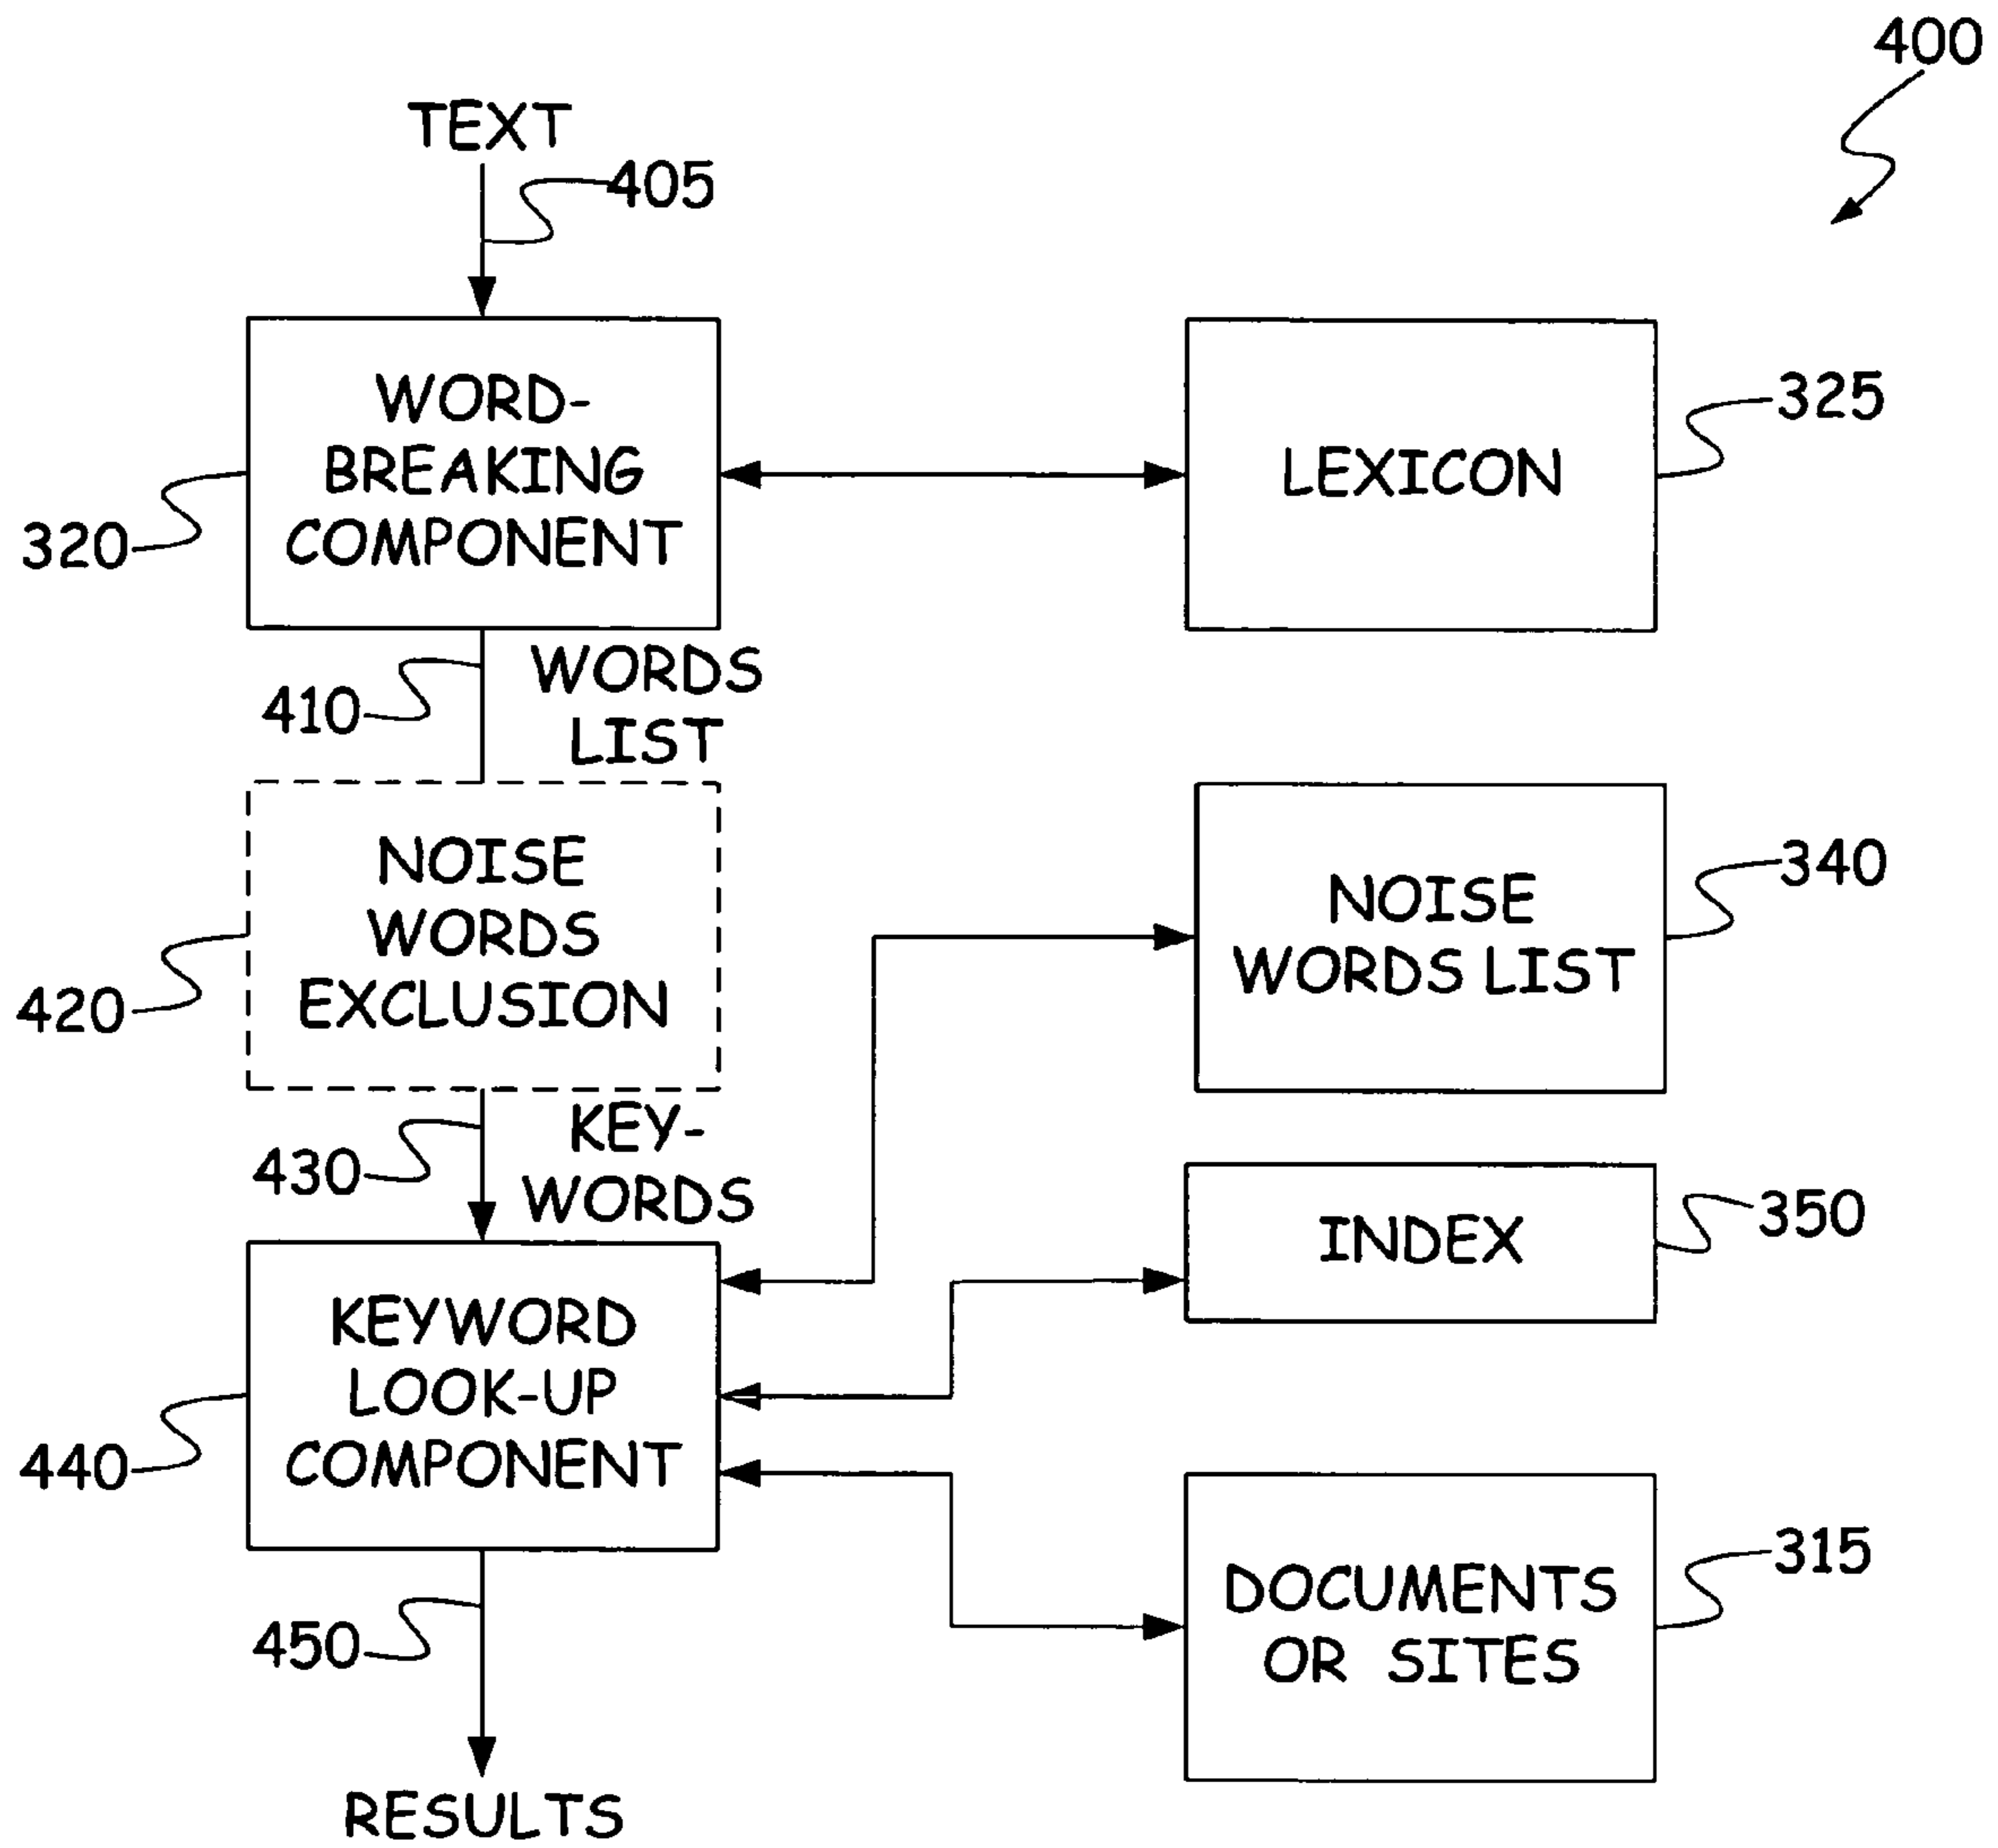 400
TEXT
405
WORD-
BREAKING
COMPONENT
320
LEXICON
325
410
WORDS
LIST
NOISE
WORDS
EXCLUSION
420
NOISE
WORDS LIST
340
430
KEY-
WORDS
INDEX
350
KEYWORD
LOOK-UP
COMPONENT
440
DOCUMENTS
OR SITES
315
450
RESULTS